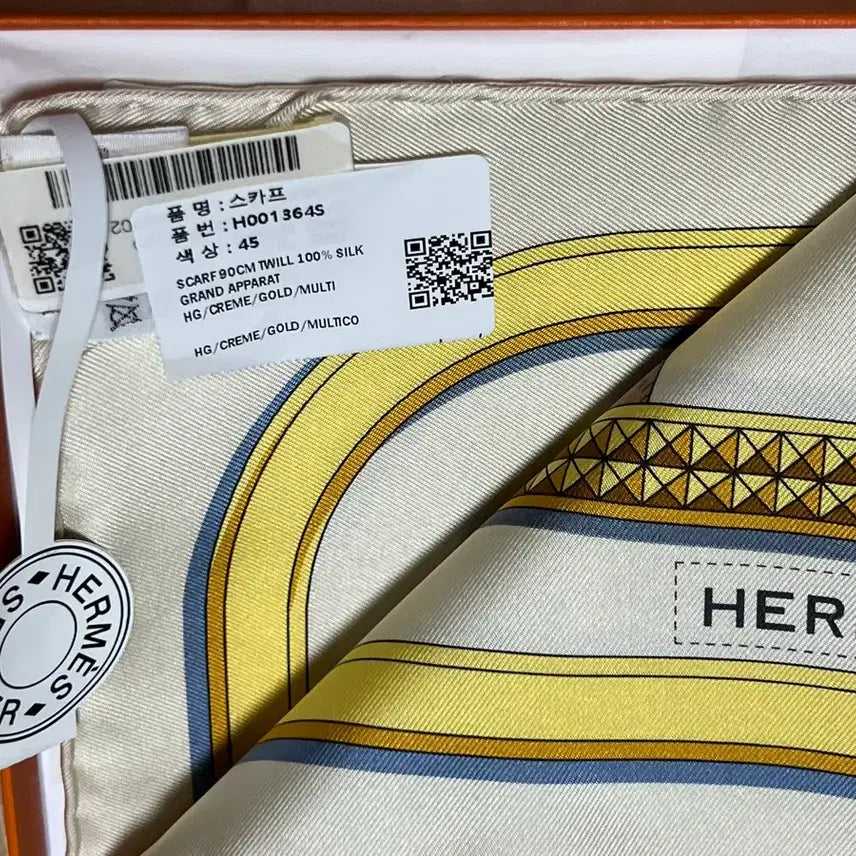 품 명 : 스카프
품 번 : H001364S
색 상 : 45
SCARF 90CM TWILL 100% SILK
GRAND APPARAT
HG/CREME/GOLD/MULTI
HG/CREME/GOLD/MULTICO
HERMÈS
HER